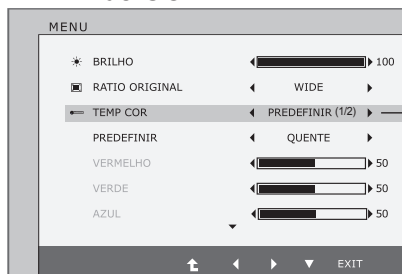 MENU
BRILHO 100
RATIO ORIGINAL WIDE
TEMP COR PREDEFINIR (1/2)
PREDEFINIR QUENTE
VERMELHO 50
VERDE 50
AZUL 50
EXIT